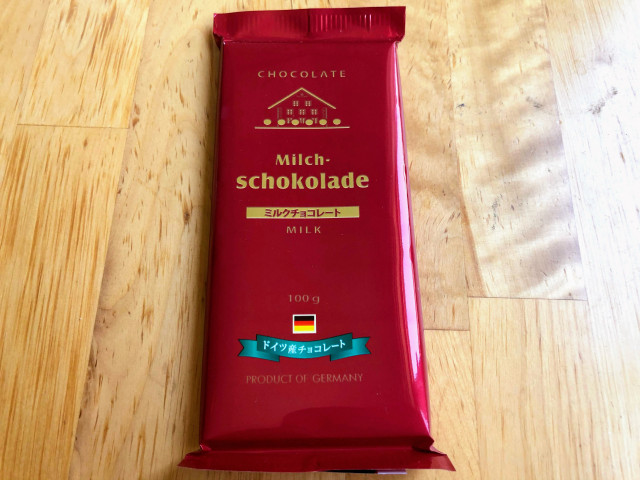 CHOCOLATE
Milch-
schokolade
ミルクチョコレート
MILK
100g
ドイツ産チョコレート
PRODUCT OF GERMANY